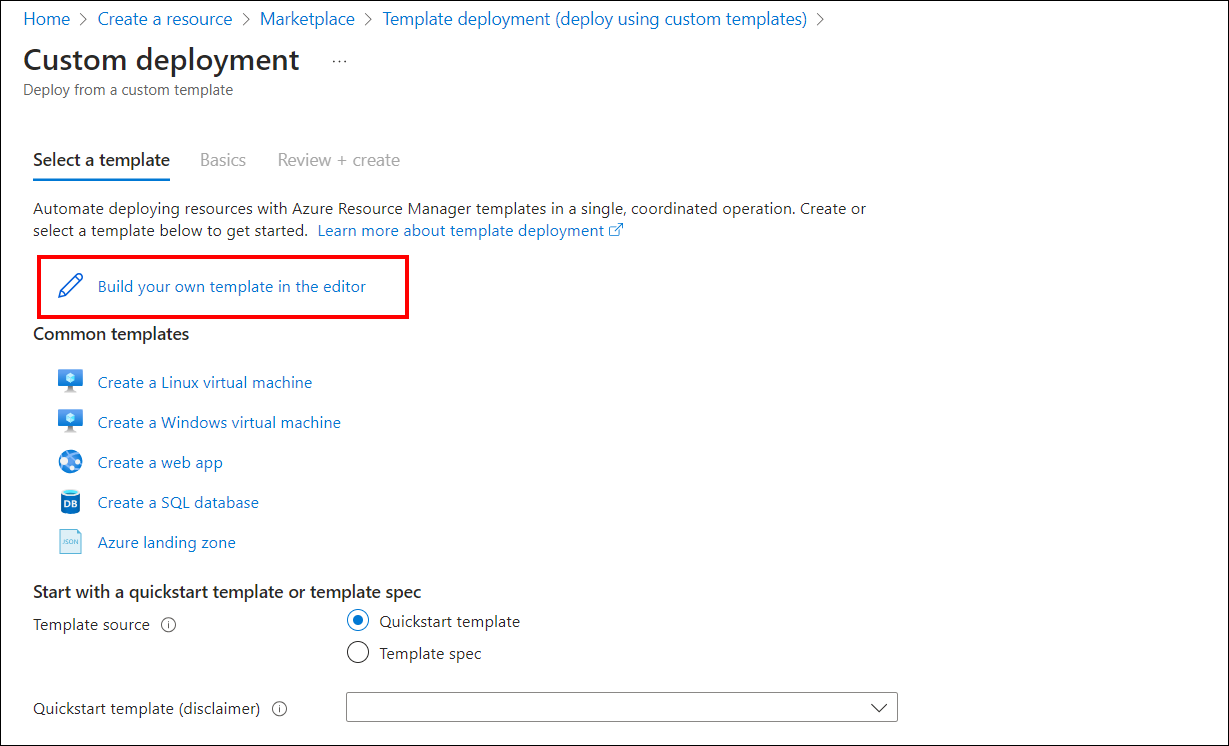 Home > Create a resource > Marketplace > Template deployment (deploy using custom templates) >
Custom deployment ...
Deploy from a custom template
Select a template Basics Review + create
Automate deploying resources with Azure Resource Manager templates in a single, coordinated operation. Create or
select a template below to get started. Learn more about template deployment
Build your own template in the editor
Common templates
Create a Linux virtual machine
Create a Windows virtual machine
Create a web app
DB Create a SQL database
JSON Azure landing zone
Start with a quickstart template or template spec
Template source Quickstart template
Template spec
Quickstart template (disclaimer)